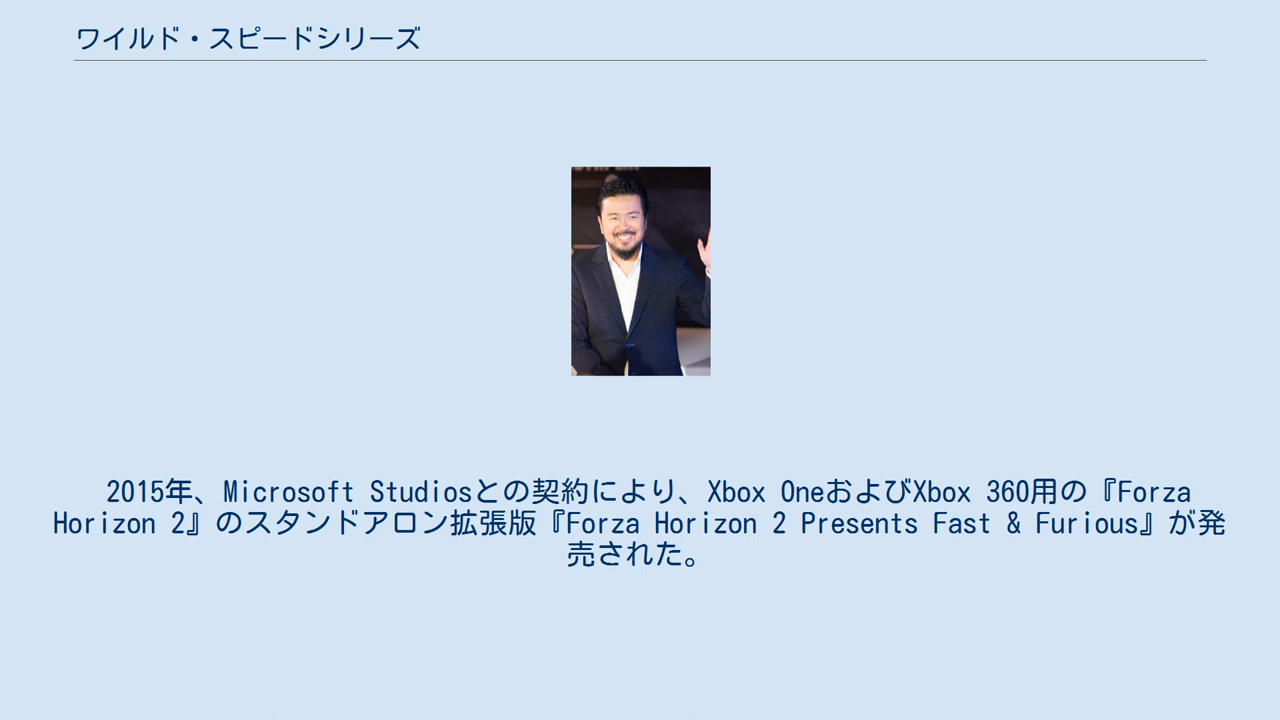 ワイルド・スピードシリーズ
2015年、Microsoft Studiosとの契約により、Xbox OneおよびXbox 360用の『Forza
Horizon 2』のスタンドアロン拡張版『Forza Horizon 2 Presents Fast & Furious』が発
売された。